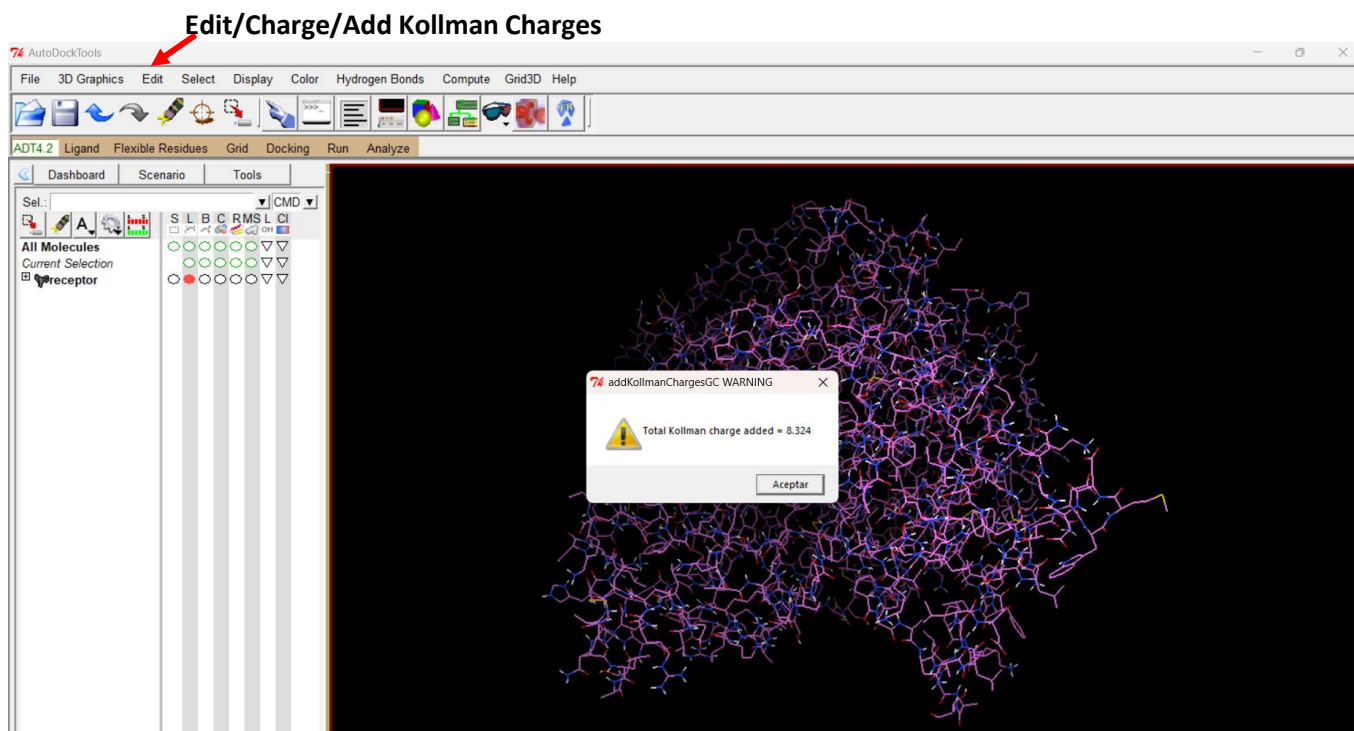 Edit/Charge/Add Kollman Charges
AutoDockTools
File 3D Graphics Edit Select Display Color Hydrogen Bonds Compute Grid3D Help
ADT4.2 Ligand Flexible Residues Grid Docking Run Analyze
Dashboard Scenario Tools
Sel.: CMD
A S L B C R MS L Cl
All Molecules
Current Selection
receptor
addKollmanChargesGC WARNING
Total Kollman charge added = 8.324
Aceptar